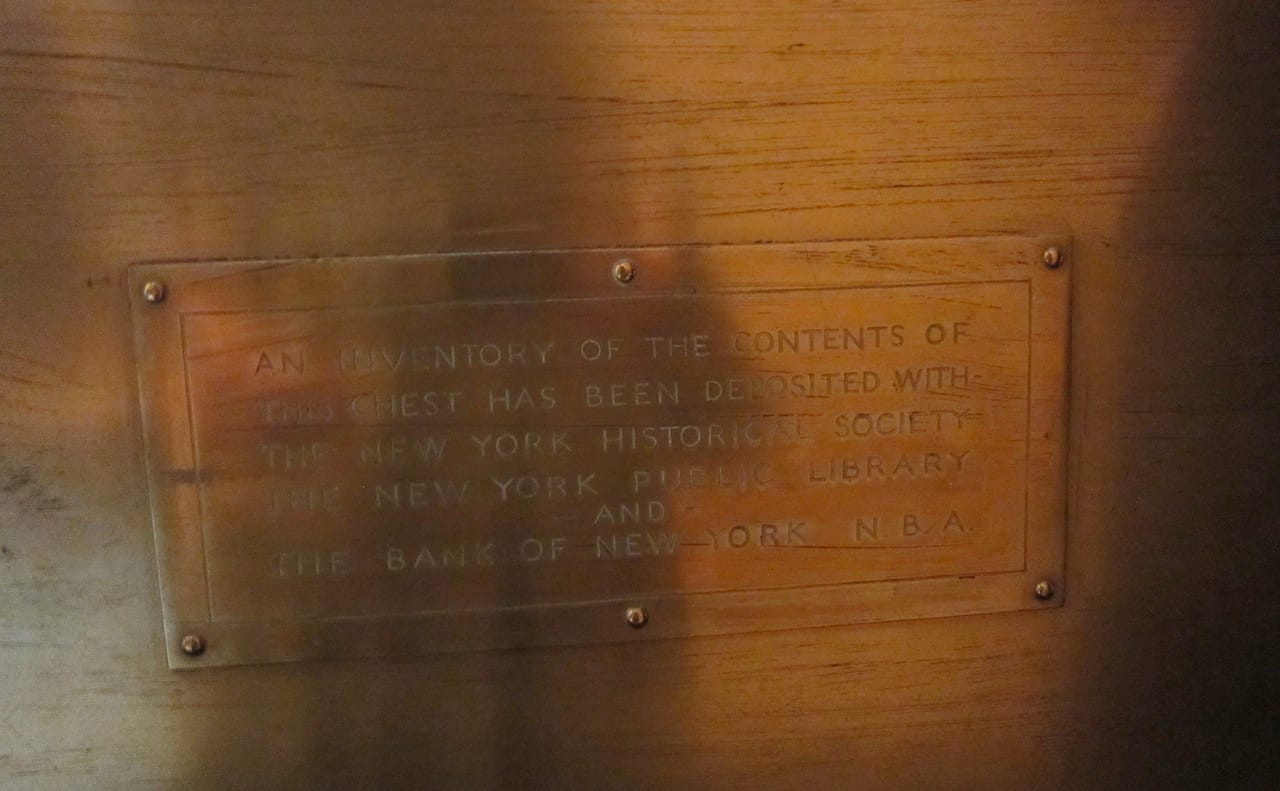 AN INVENTORY OF THE CONTENTS OF
THIS CHEST HAS BEEN DEPOSITED WITH-
THE NEW YORK HISTORICAL SOCIETY-
THE NEW YORK PUBLIC LIBRARY
— AND —
THE BANK OF NEW YORK N.B.A.